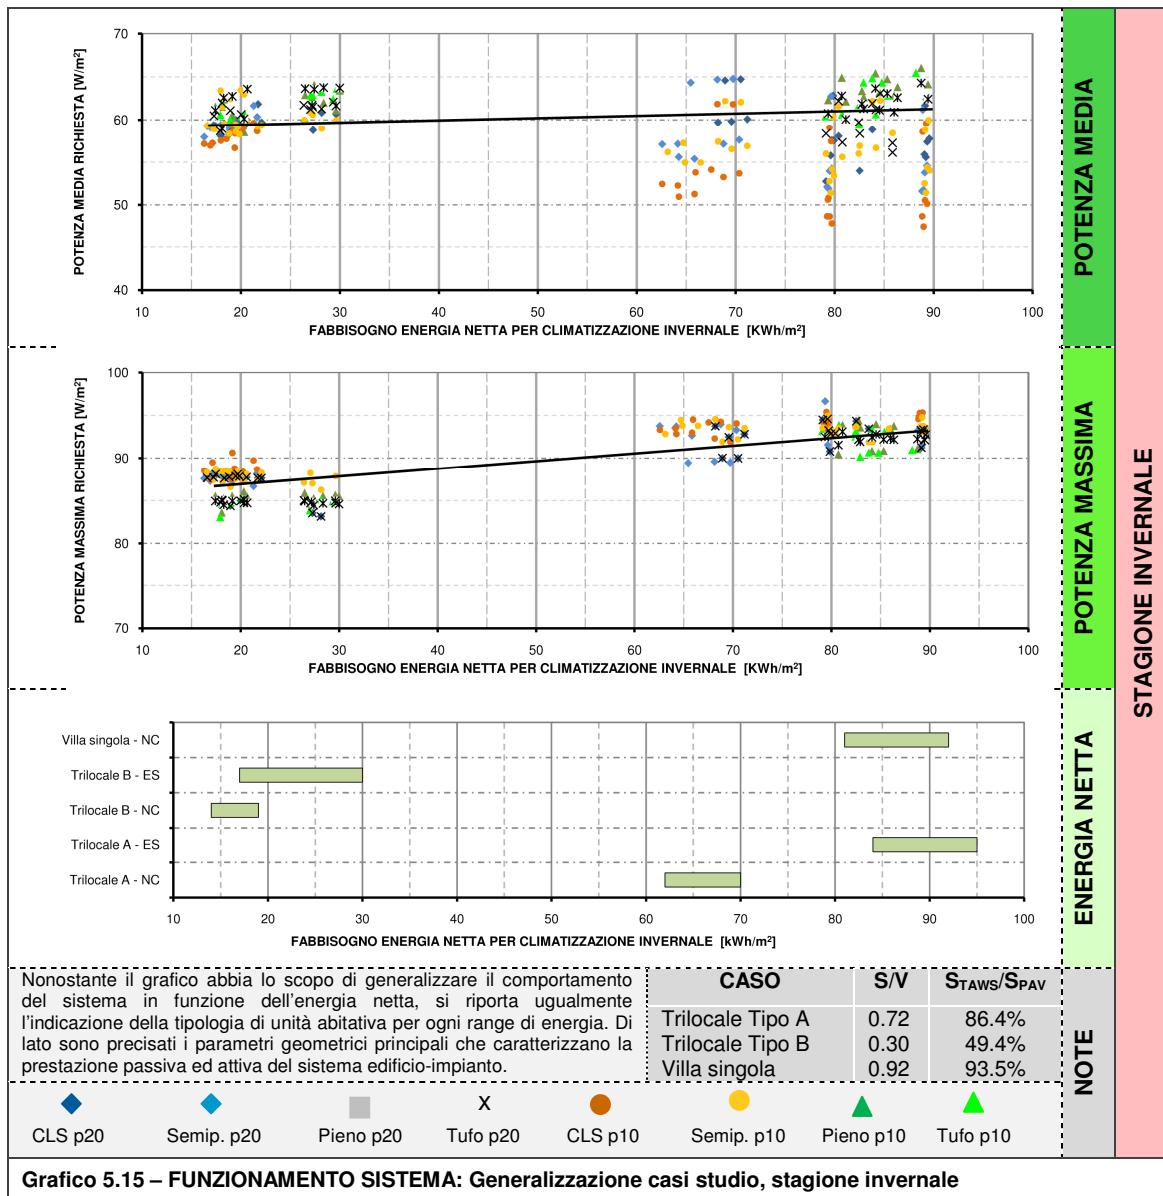 70
60
50
40
10
20
30
40
50
60
70
80
90
100
POTENZA MEDIA RICHIESTA [W/m²]
FABBISOGNO ENERGIA NETTA PER CLIMATIZZAZIONE INVERNALE [KWh/m²]
POTENZA MEDIA
100
90
80
70
10
20
30
40
50
60
70
80
90
100
POTENZA MASSIMA RICHIESTA [W/m²]
FABBISOGNO ENERGIA NETTA PER CLIMATIZZAZIONE INVERNALE [KWh/m²]
POTENZA MASSIMA
STAGIONE INVERNALE
Villa singola - NC
Trilocale B - ES
Trilocale B - NC
Trilocale A - ES
Trilocale A - NC
10
20
30
40
50
60
70
80
90
100
FABBISOGNO ENERGIA NETTA PER CLIMATIZZAZIONE INVERNALE [kWh/m²]
ENERGIA NETTA
Nonostante il grafico abbia lo scopo di generalizzare il comportamento
del sistema in funzione dell'energia netta, si riporta ugualmente
l'indicazione della tipologia di unità abitativa per ogni range di energia. Di
lato sono precisati i parametri geometrici principali che caratterizzano la
prestazione passiva ed attiva del sistema edificio-impianto.
CASO S/V STAWS/SPAV
Trilocale Tipo A 0.72 86.4%
Trilocale Tipo B 0.30 49.4%
Villa singola 0.92 93.5%
NOTE
X
CLS p20 Semip. p20 Pieno p20 Tufo p20 CLS p10 Semip. p10 Pieno p10 Tufo p10
Grafico 5.15 – FUNZIONAMENTO SISTEMA: Generalizzazione casi studio, stagione invernale